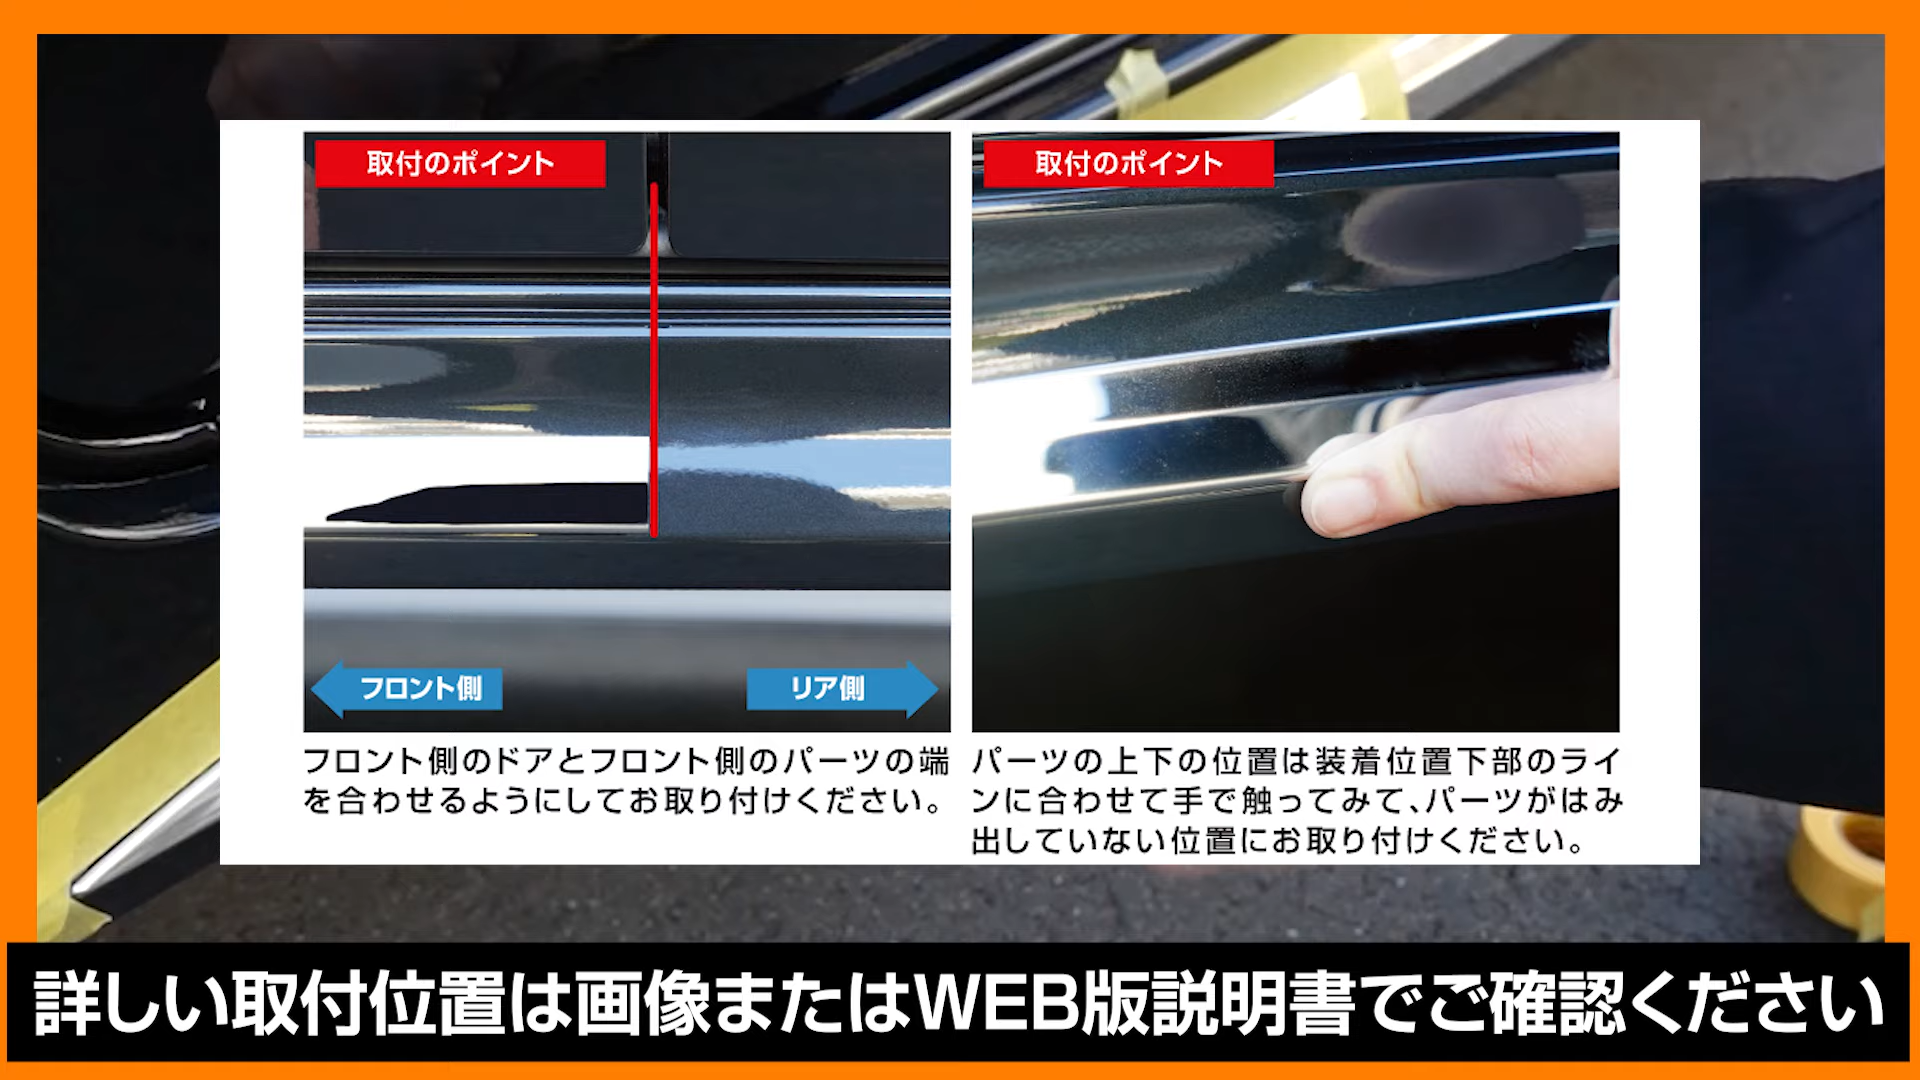 取付のポイント
フロント側
リア側
フロント側のドアとフロント側のパーツの端
を合わせるようにしてお取り付けください。
取付のポイント
パーツの上下の位置は装着位置下部のライ
ンに合わせて手で触ってみて、パーツがはみ
出していない位置にお取り付けください。
詳しい取付位置は画像またはWEB版説明書でご確認ください